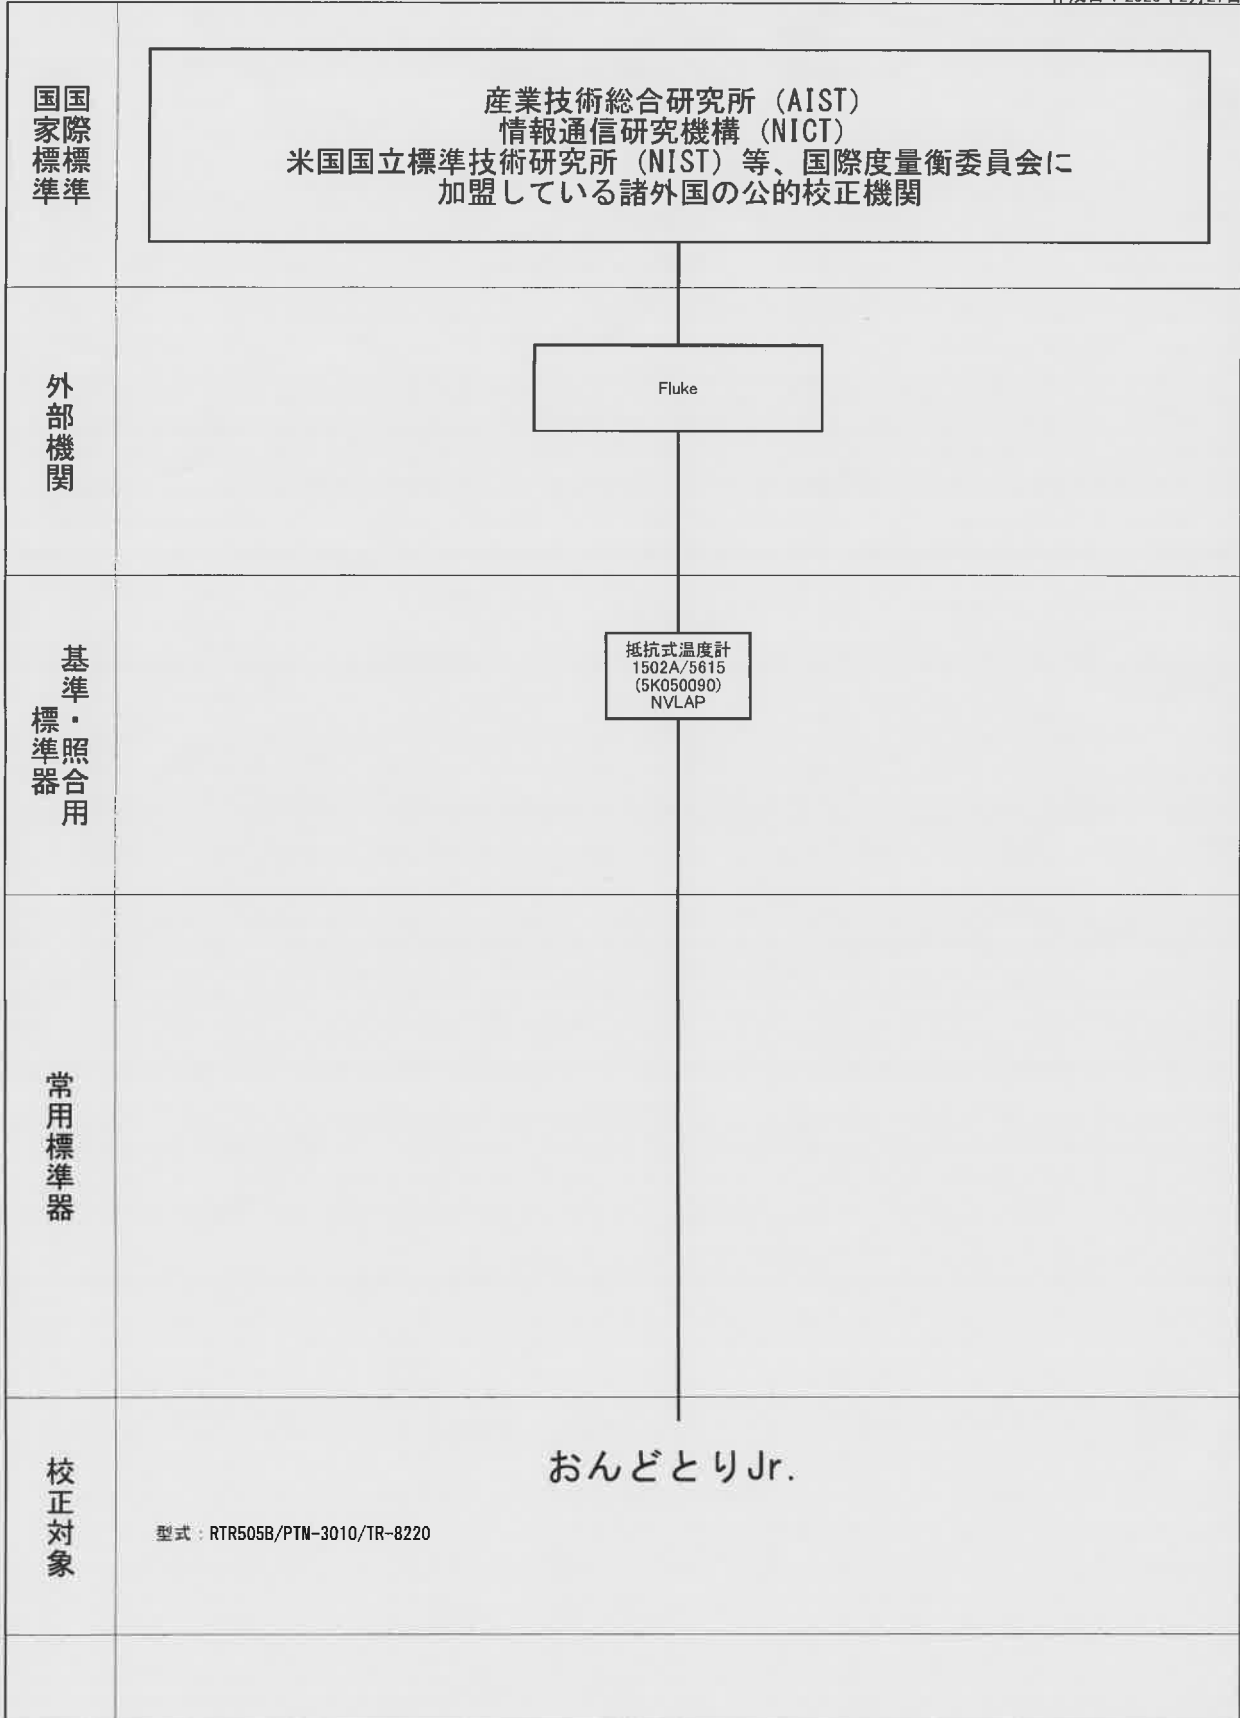 国際標準
国家標準
産業技術総合研究所（AIST）
情報通信研究機構（NICT）
米国国立標準技術研究所（NIST）等、国際度量衡委員会に
加盟している諸外国の公的校正機関
外部機関
Fluke
基準・照合用
標準器
抵抗式温度計
1502A/5615
(5K050090)
NVLAP
常用標準器
校正対象
おんどとりJr.
型式：RTR505B/PTM-3010/TR-8220